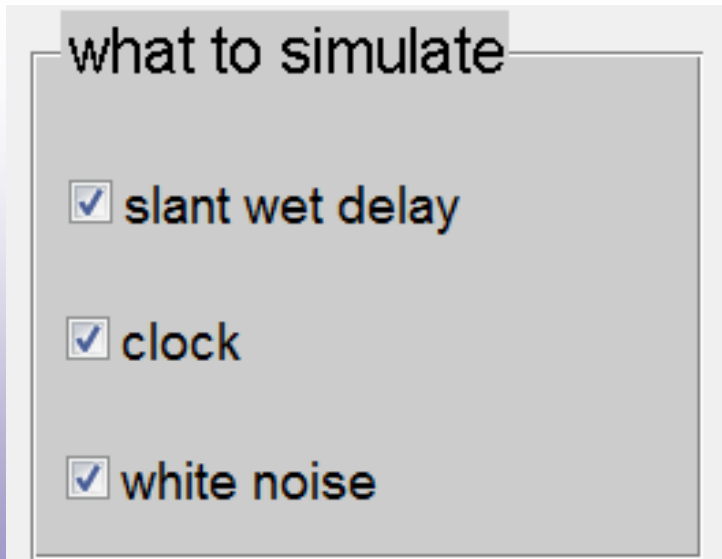 what to simulate
slant wet delay
clock
white noise